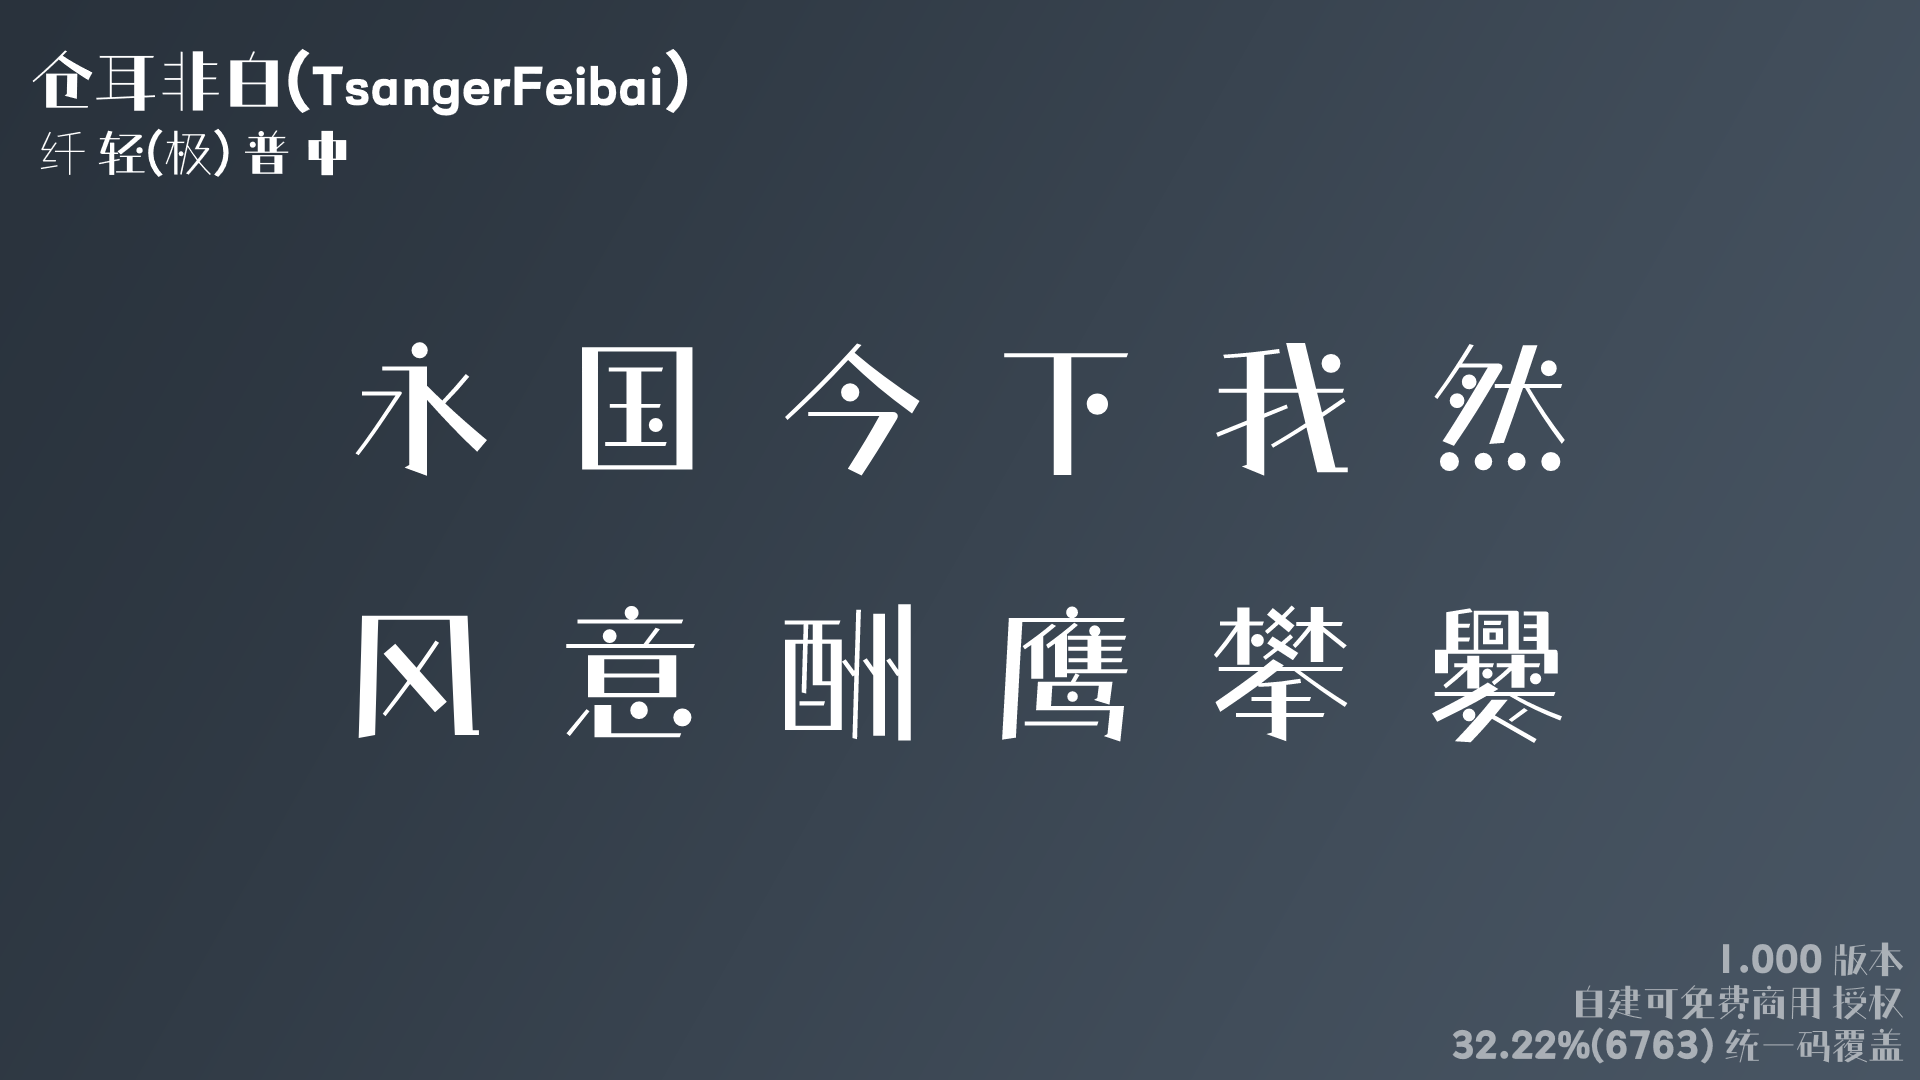 仓耳非白(TsangerFeibai)
纤 轻(极) 普 中
永 国 今 下 我 然
风 意 酬 鹰 攀 爨
1.000 版本
自建可免费商用 授权
32.22%(6763) 统一码覆盖